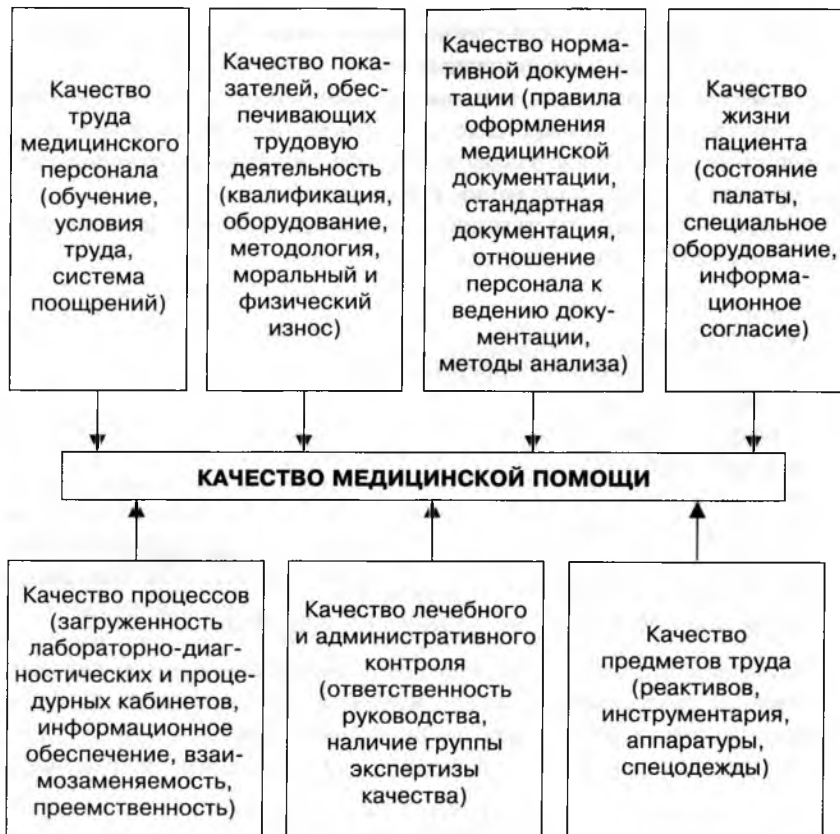 Качество
труда
медицинского
персонала
(обучение,
условия
труда,
система
поощрений)
Качество пока-
зателей, обес-
печивающих
трудовую
деятельность
(квалификация,
оборудование,
методология,
моральный и
физический
износ)
Качество норма-
тивной докумен-
тации (правила
оформления
медицинской
документации,
стандартная
документация,
отношение
персонала к
ведению доку-
ментации,
методы анализа)
Качество
жизни
пациента
(состояние
палаты,
специальное
оборудование,
информа-
ционное
согласие)
КАЧЕСТВО МЕДИЦИНСКОЙ ПОМОЩИ
Качество процессов
(загруженность
лабораторно-диаг-
ностических и проце-
дурных кабинетов,
информационное
обеспечение, взаи-
мозаменяемость,
преемственность)
Качество лечебного
и административного
контроля
(ответственность
руководства,
наличие группы
экспертизы
качества)
Качество
предметов труда
(реактивов,
инструментария,
аппаратуры,
спецодежды)